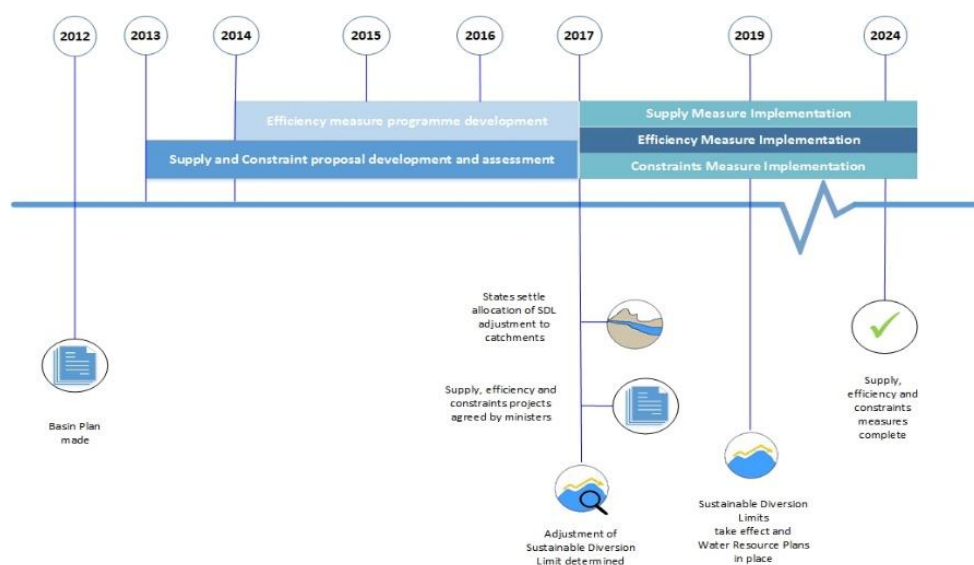 2012
2013
2014
2015
2016
2017
2019
2024
Efficiency measure programme development
Supply and Constraint proposal development and assessment
Supply Measure Implementation
Efficiency Measure Implementation
Constraints Measure Implementation
States settle
allocation of SDL
adjustment to
catchments
Supply, efficiency and
constraints projects
agreed by ministers
Basin Plan
made
Adjustment of
Sustainable Diversion
Limit determined
Sustainable Diversion
Limits
take effect and
Water Resource Plans
in place
Supply,
efficiency and
constraints
measures
complete